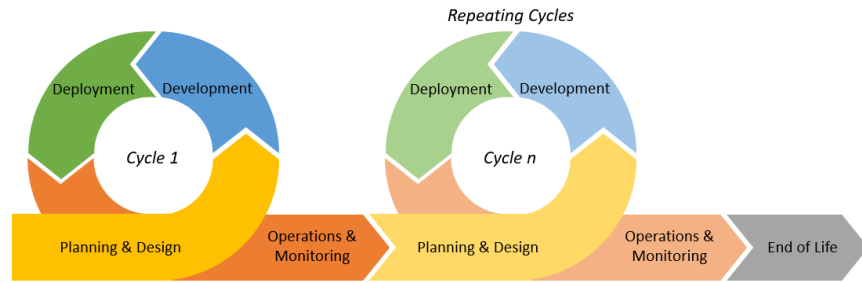 Repeating Cycles
Deployment
Development
Cycle 1
Planning & Design
Operations &
Monitoring
Deployment
Development
Cycle n
Planning & Design
Operations &
Monitoring
End of Life